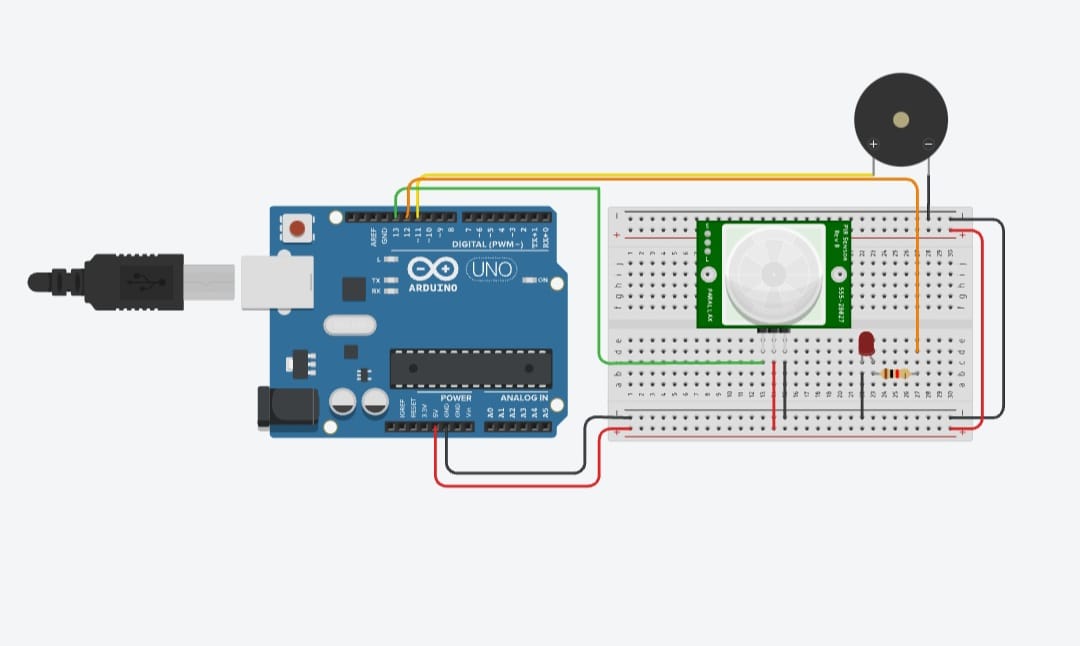 AREF
GND
13
12
~11
~10
~9
8
7
~6
~5
4
~3
2
TX→1
RX←0
DIGITAL (PWM~)
L
TX
RX
ARDUINO
UNO
ON
IOREF
RESET
3.3V
5V
GND
GND
Vin
POWER
A0
A1
A2
A3
A4
A5
ANALOG IN
PIR Sensor
Rev B
PARALLAX
555-28027
+
-